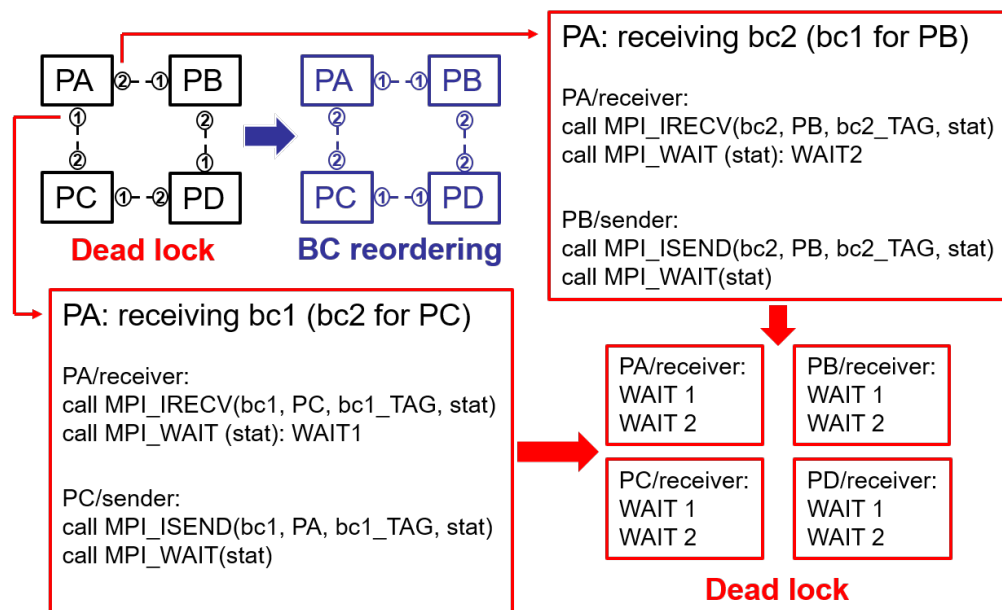 PA ②--① PB
① ②
② ①
PC ①--② PD
Dead lock
PA ①--① PB
② ②
② ②
PC ①--① PD
BC reordering
PA: receiving bc2 (bc1 for PB)
PA/receiver:
call MPI_IRECV(bc2, PB, bc2_TAG, stat)
call MPI_WAIT (stat): WAIT2
PB/sender:
call MPI_ISEND(bc2, PB, bc2_TAG, stat)
call MPI_WAIT(stat)
PA: receiving bc1 (bc2 for PC)
PA/receiver:
call MPI_IRECV(bc1, PC, bc1_TAG, stat)
call MPI_WAIT (stat): WAIT1
PC/sender:
call MPI_ISEND(bc1, PA, bc1_TAG, stat)
call MPI_WAIT(stat)
PA/receiver:
WAIT 1
WAIT 2
PB/receiver:
WAIT 1
WAIT 2
PC/receiver:
WAIT 1
WAIT 2
PD/receiver:
WAIT 1
WAIT 2
Dead lock